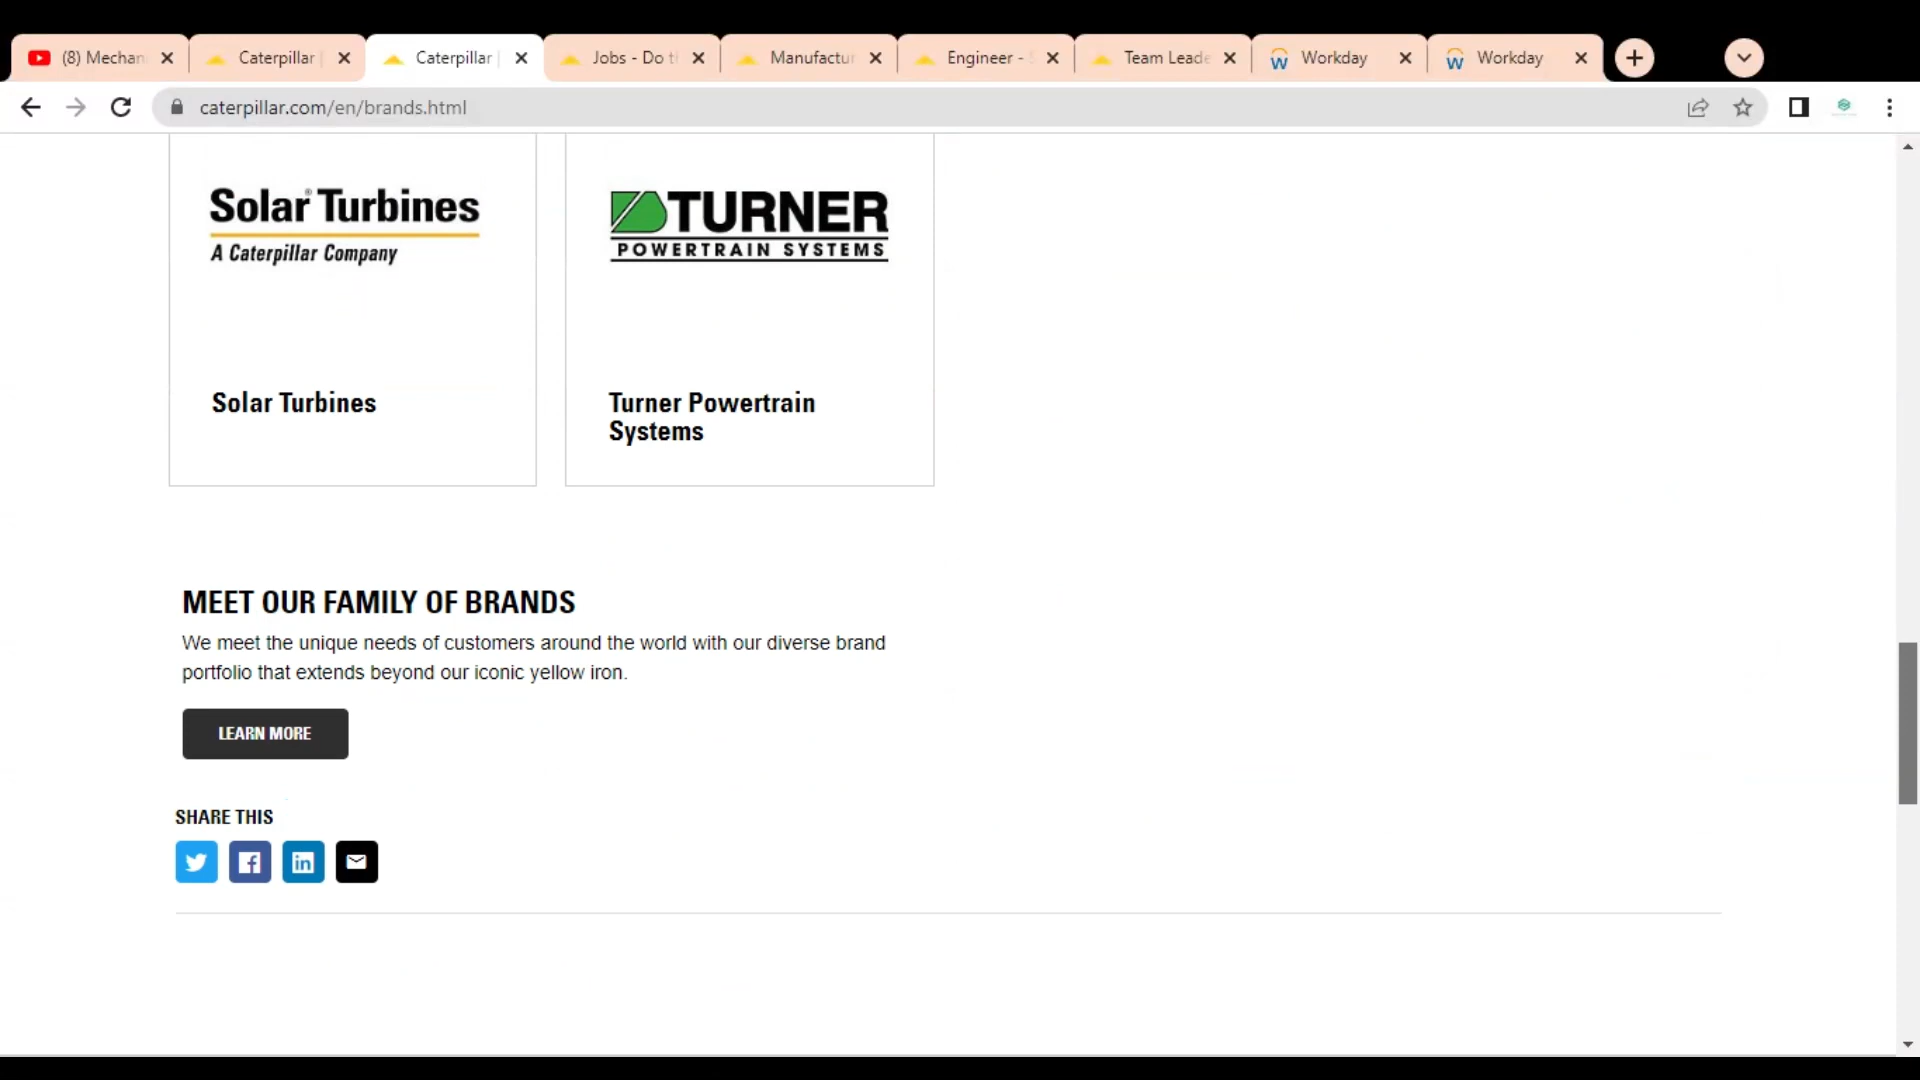 (8) Mechan
Caterpillar |
Caterpillar |
Jobs - Do t
Manufactur
Engineer -
Team Leade
Workday
Workday
caterpillar.com/en/brands.html
Solar® Turbines
A Caterpillar Company
TURNER
POWERTRAIN SYSTEMS
Solar Turbines
Turner Powertrain
Systems
MEET OUR FAMILY OF BRANDS
We meet the unique needs of customers around the world with our diverse brand
portfolio that extends beyond our iconic yellow iron.
LEARN MORE
SHARE THIS